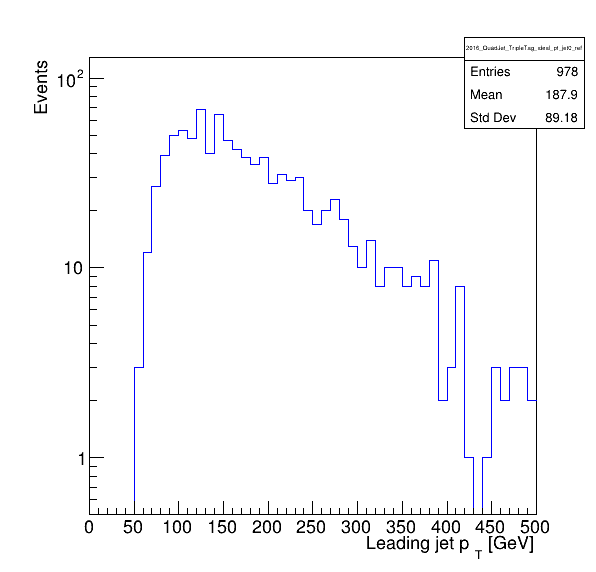 2016_QuadJet_TripleTag_sdesl_pt_jet0_ref
Entries 978
Mean 187.9
Std Dev 89.18
Events
10²
10
1
0 50 100 150 200 250 300 350 400 450 500
Leading jet p T [GeV]